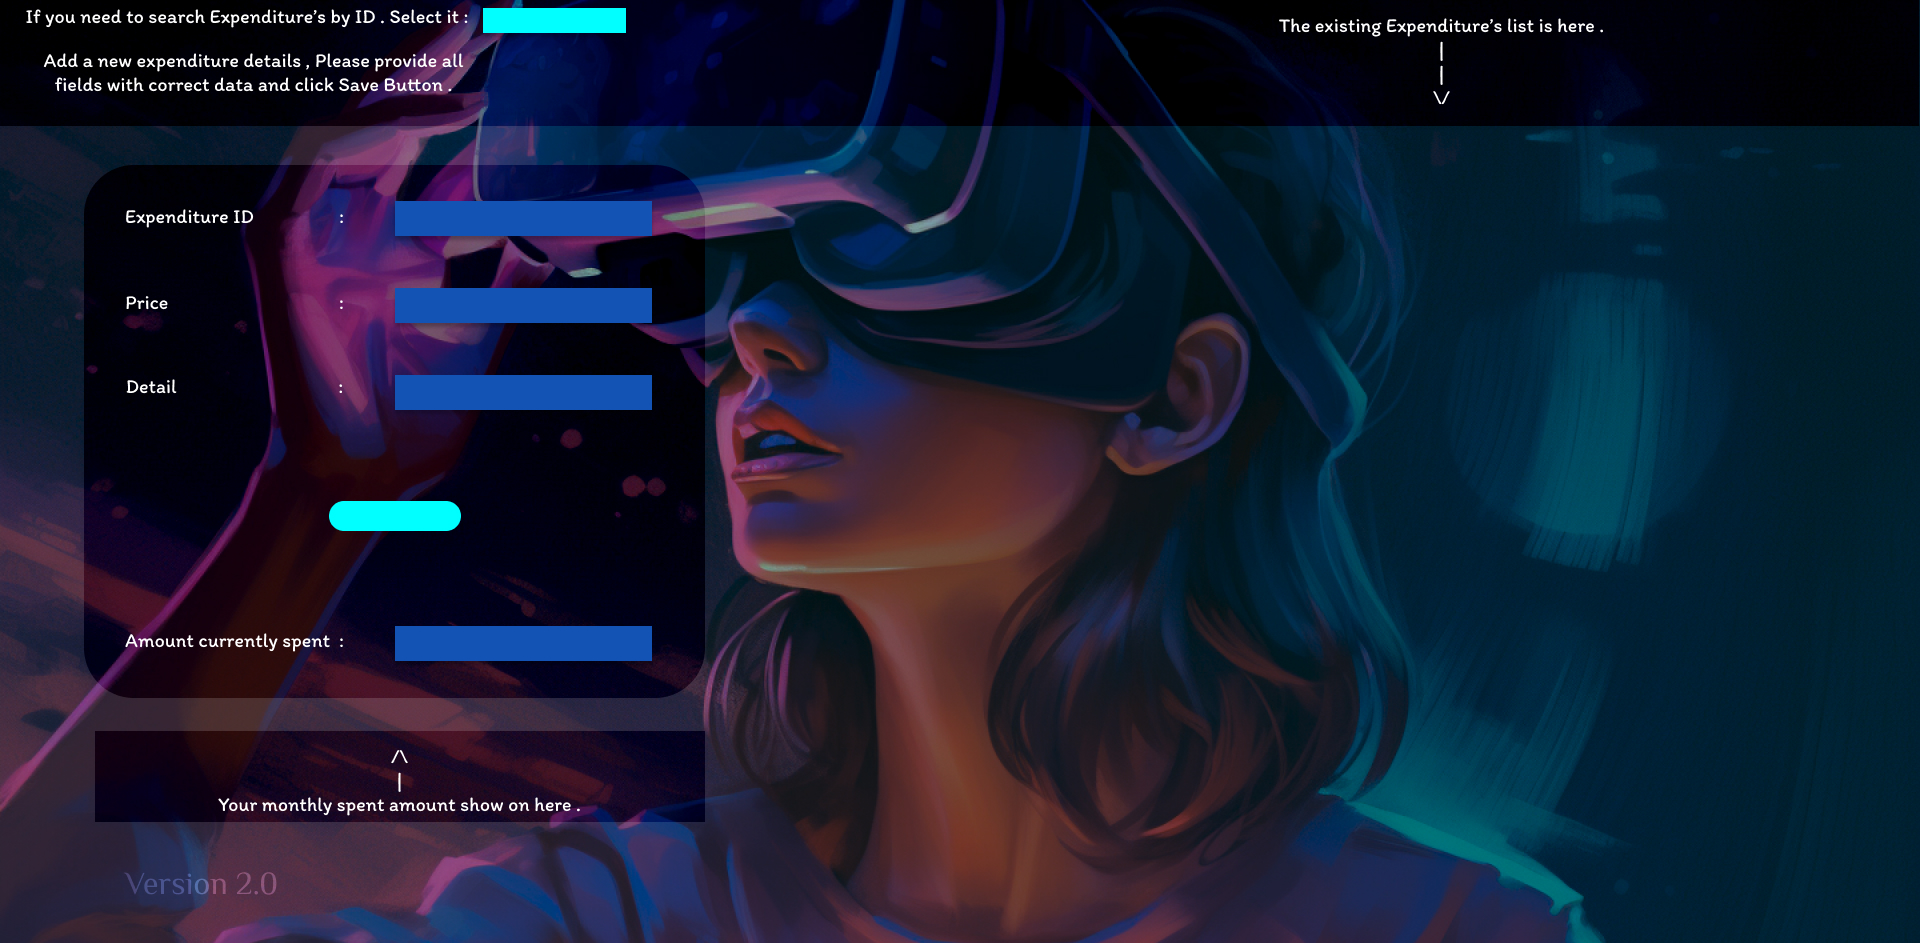 If you need to search Expenditure's by ID . Select it :
Add a new expenditure details , Please provide all
fields with correct data and click Save Button .
The existing Expenditure's list is here .
Expenditure ID :
Price :
Detail :
Amount currently spent :
Your monthly spent amount show on here .
Version 2.0